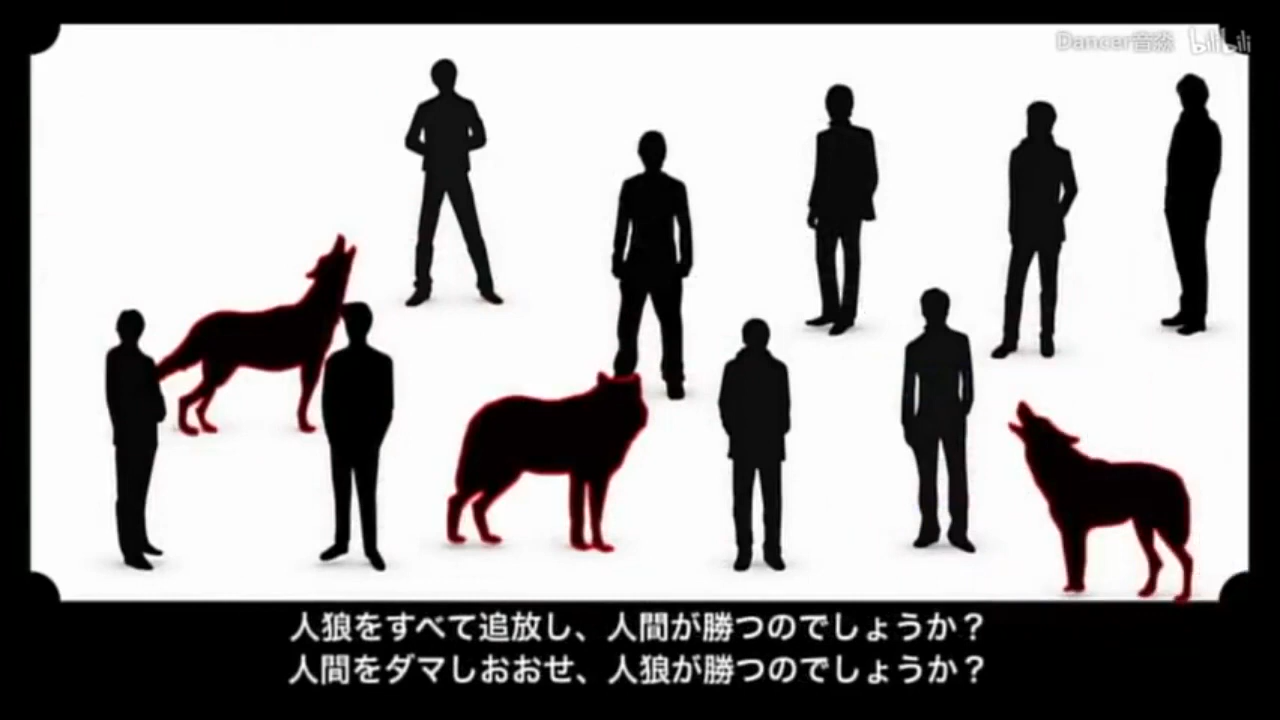 Dancer音淼 bilibili
人狼をすべて追放し、人間が勝つのでしょうか？
人間をダマしおおせ、人狼が勝つのでしょうか？